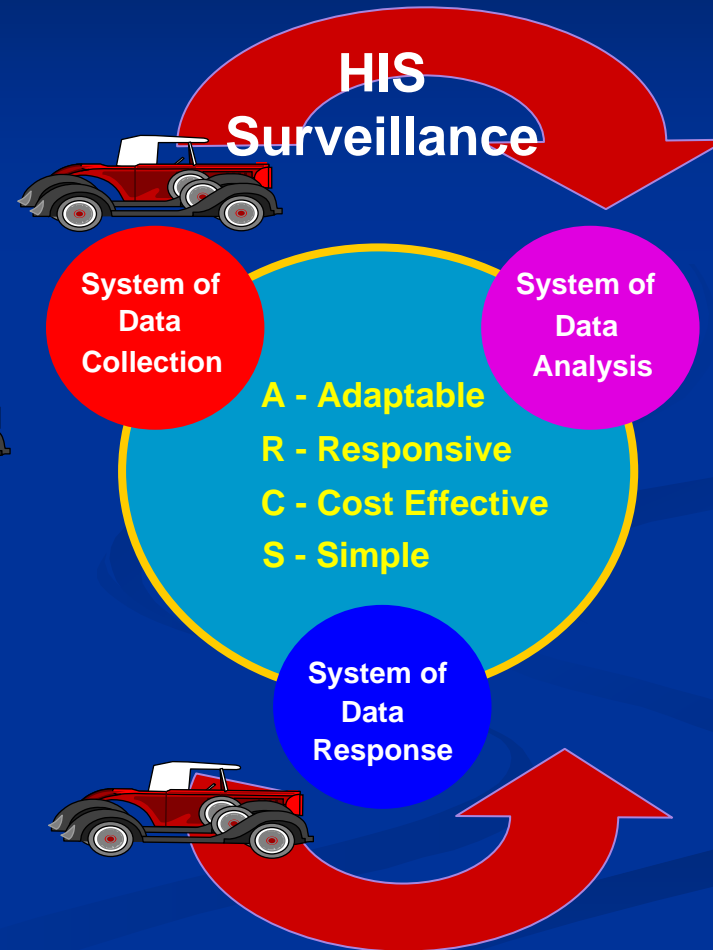 HIS
Surveillance
System of
Data
Collection
System of
Data
Analysis
A - Adaptable
R - Responsive
C - Cost Effective
S - Simple
System of
Data
Response